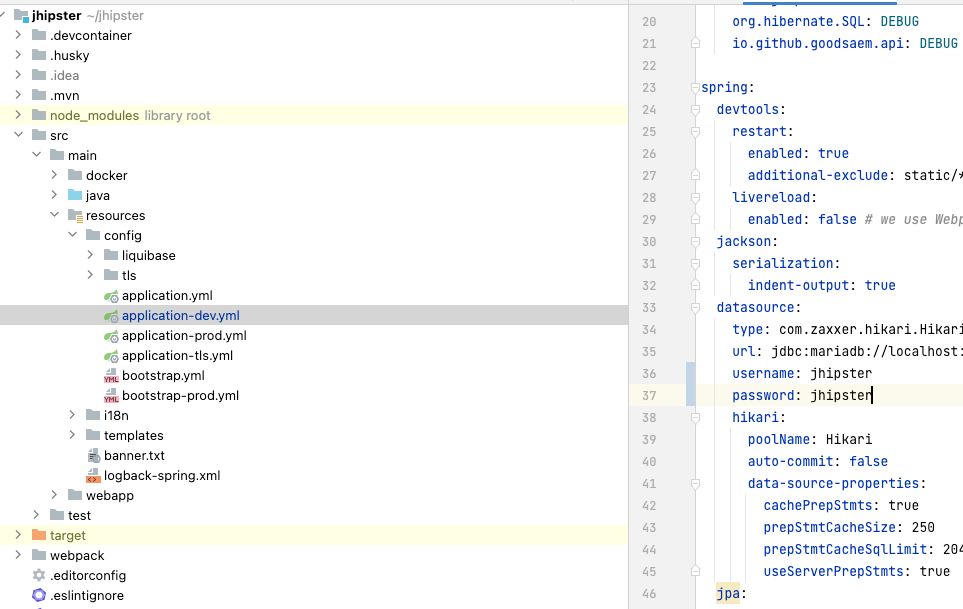 jhipster ~/jhipster
.devcontainer
.husky
.idea
.mvn
node_modules library root
src
main
docker
java
resources
config
liquibase
tls
application.yml
application-dev.yml
application-prod.yml
application-tls.yml
bootstrap.yml
bootstrap-prod.yml
i18n
templates
banner.txt
logback-spring.xml
webapp
test
target
webpack
.editorconfig
.eslintignore
20 org.hibernate.SQL: DEBUG
21 io.github.goodsaem.api: DEBUG
22
23 spring:
24 devtools:
25 restart:
26 enabled: true
27 additional-exclude: static/*
28 livereload:
29 enabled: false # we use Webp
30 jackson:
31 serialization:
32 indent-output: true
33 datasource:
34 type: com.zaxxer.hikari.Hikari
35 url: jdbc:mariadb://localhost:
36 username: jhipster
37 password: jhipster
38 hikari:
39 poolName: Hikari
40 auto-commit: false
41 data-source-properties:
42 cachePrepStmts: true
43 prepStmtCacheSize: 250
44 prepStmtCacheSqlLimit: 204
45 useServerPrepStmts: true
46 jpa: